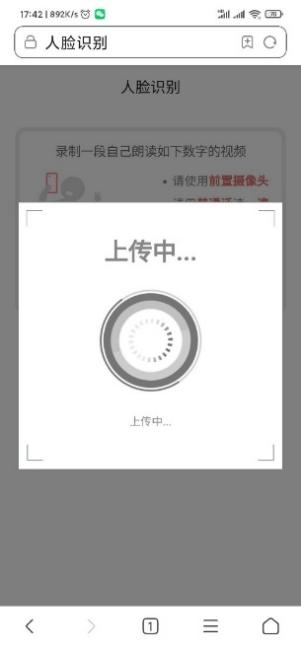 17:42 | 892K/s
人脸识别
人脸识别
录制一段自己朗读如下数字的视频
• 请使用前置摄像头
上传中...
上传中...
1